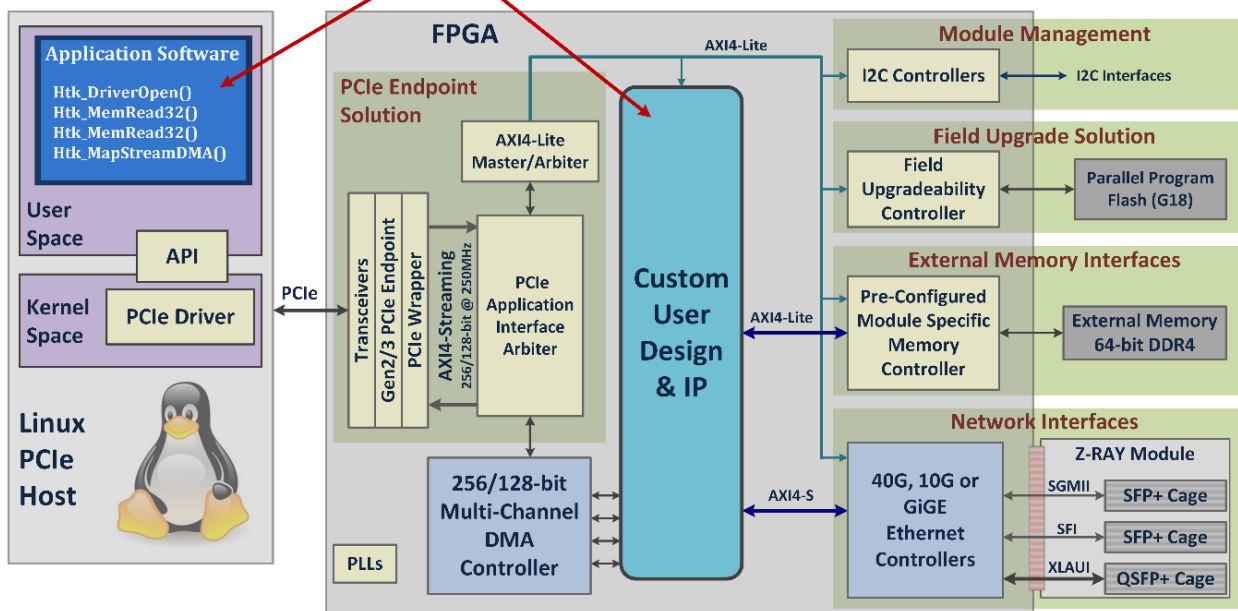 Application Software
Htk_DriverOpen()
Htk_MemRead32()
Htk_MemRead32()
Htk_MapStreamDMA()
User
Space
API
Kernel
Space
PCIe Driver
Linux
PCIe
Host
PCIe
FPGA
PCIe Endpoint
Solution
AXI4-Lite
Master/Arbiter
Transceivers
Gen2/3 PCIe Endpoint
PCIe Wrapper
AXI4-Streaming
256/128-bit @ 250MHz
PCIe
Application
Interface
Arbiter
256/128-bit
Multi-Channel
DMA
Controller
PLLs
Custom
User
Design
& IP
AXI4-Lite
AXI4-Lite
AXI4-S
Module Management
I2C Controllers
I2C Interfaces
Field Upgrade Solution
Field
Upgradeability
Controller
Parallel Program
Flash (G18)
External Memory Interfaces
Pre-Configured
Module Specific
Memory
Controller
External Memory
64-bit DDR4
Network Interfaces
40G, 10G or
GiGE
Ethernet
Controllers
Z-RAY Module
SGMII
SFP+ Cage
SFI
SFP+ Cage
XLAUI
QSFP+ Cage